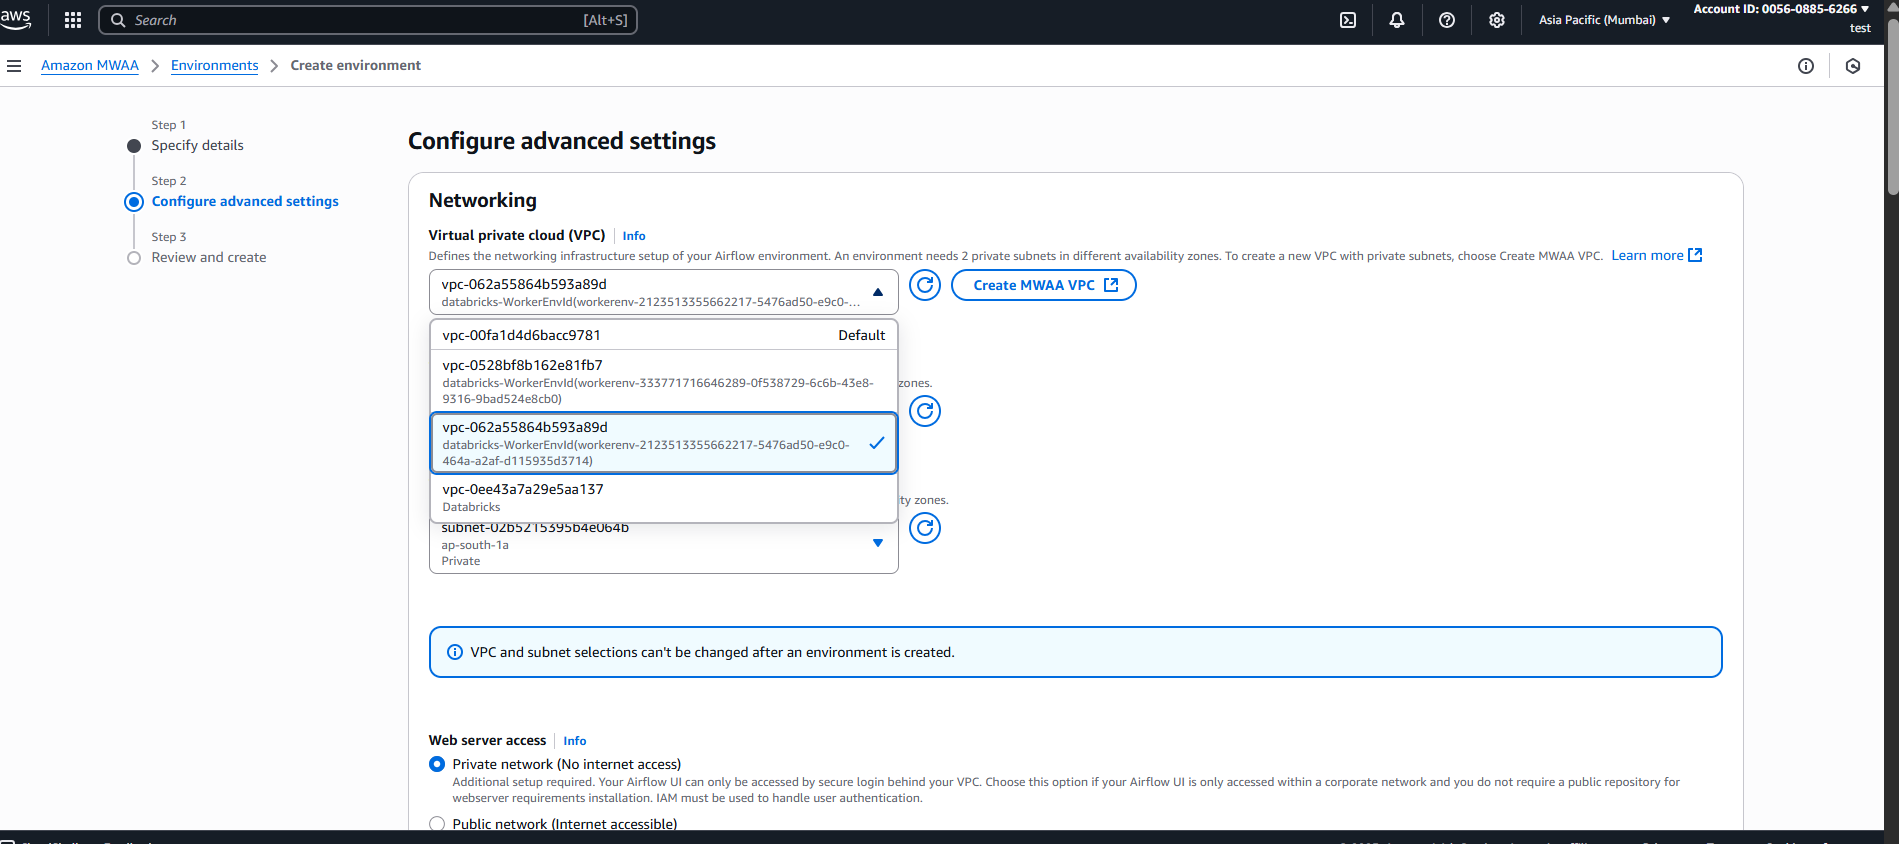 aws
Search [Alt+S]
Asia Pacific (Mumbai)
Account ID: 0056-0885-6266
test
Amazon MWAA
Environments
Create environment
Step 1
Specify details
Step 2
Configure advanced settings
Step 3
Review and create
Configure advanced settings
Networking
Virtual private cloud (VPC) Info
Defines the networking infrastructure setup of your Airflow environment. An environment needs 2 private subnets in different availability zones. To create a new VPC with private subnets, choose Create MWAA VPC. Learn more
vpc-062a55864b593a89d
databricks-WorkerEnvId(workerenv-2123513355662217-5476ad50-e9c0-...
Create MWAA VPC
vpc-00fa1d4d6bacc9781 Default
vpc-0528bf8b162e81fb7
databricks-WorkerEnvId(workerenv-333771716646289-0f538729-6c6b-43e8-
9316-9bad524e8cb0)
zones.
vpc-062a55864b593a89d
databricks-WorkerEnvId(workerenv-2123513355662217-5476ad50-e9c0-
464a-a2af-d115935d3714)
vpc-0ee43a7a29e5aa137
Databricks
ty zones.
subnet-02b5215395b4e064b
ap-south-1a
Private
VPC and subnet selections can't be changed after an environment is created.
Web server access Info
Private network (No internet access)
Additional setup required. Your Airflow UI can only be accessed by secure login behind your VPC. Choose this option if your Airflow UI is only accessed within a corporate network and you do not require a public repository for
webserver requirements installation. IAM must be used to handle user authentication.
Public network (Internet accessible)